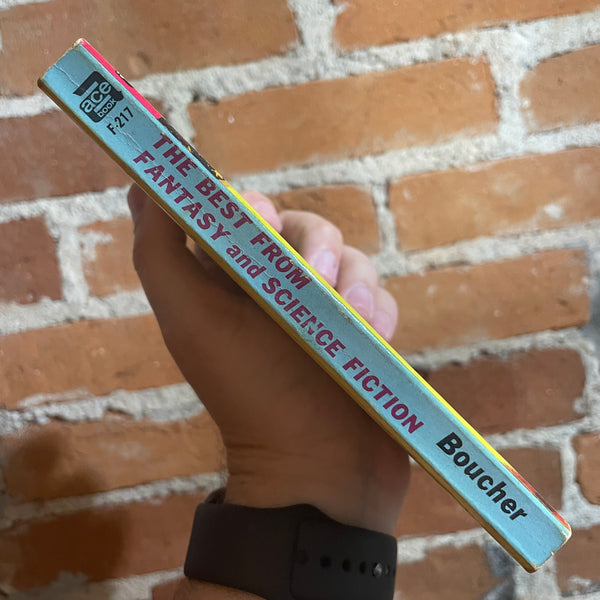 ace
book
F-217
THE BEST FROM
FANTASY and SCIENCE FICTION
Boucher